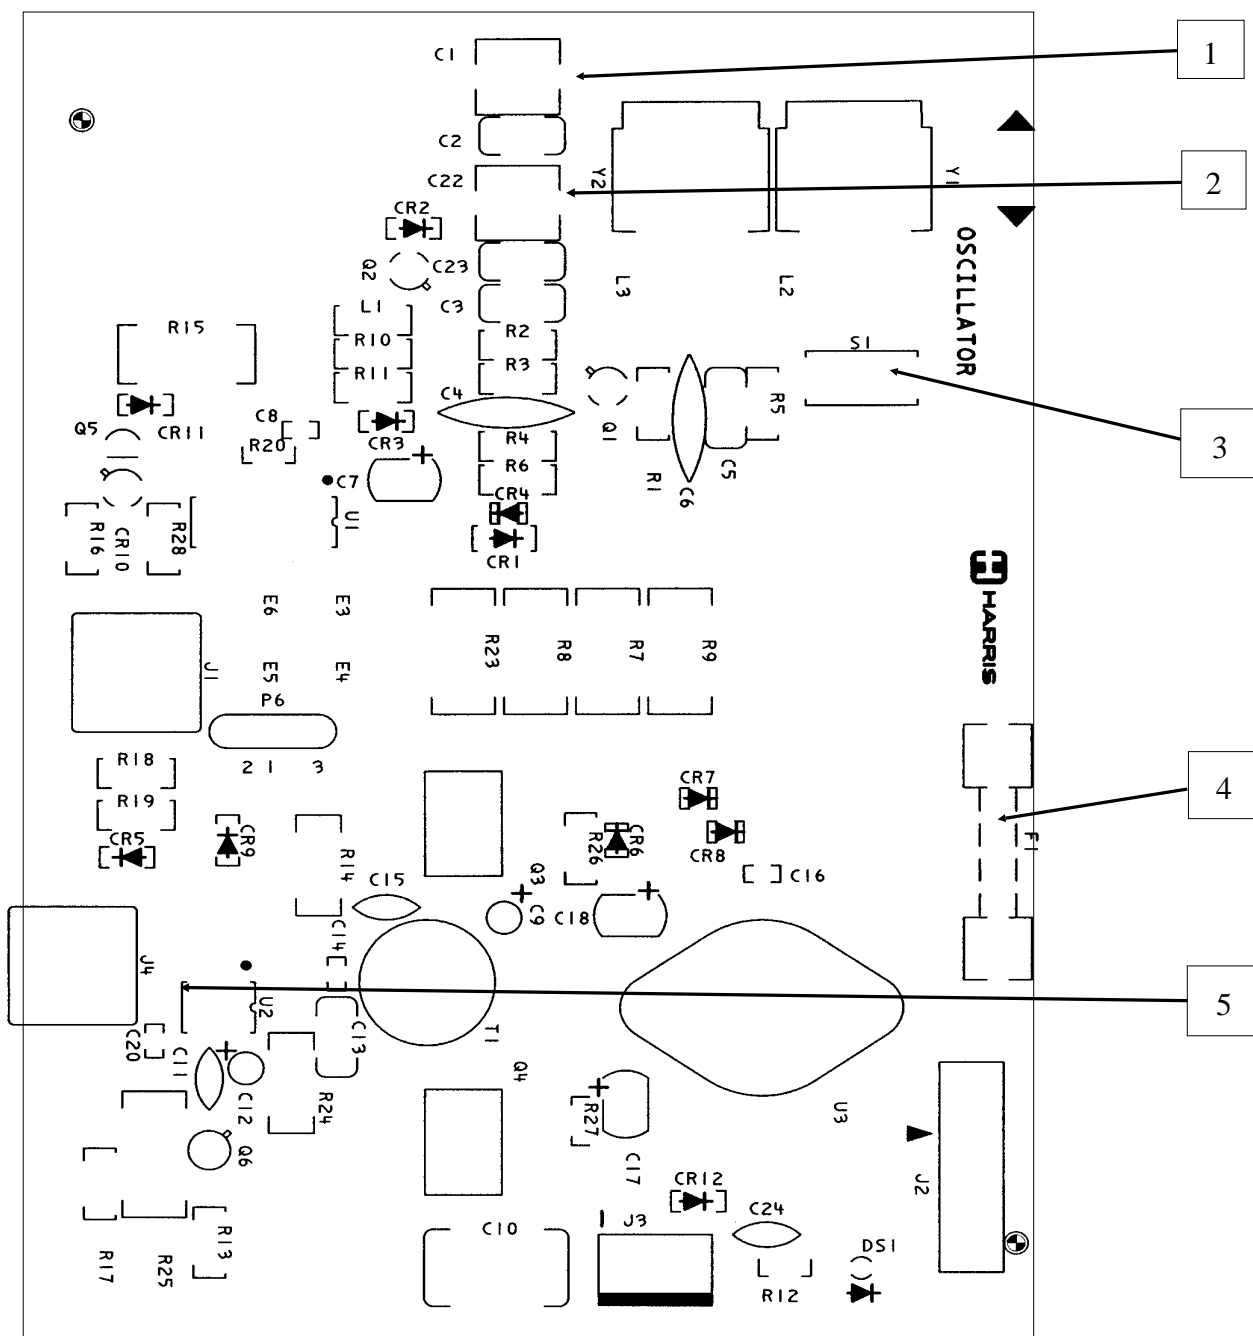 C1
1
C2
C22
Y2
Y1
2
CR2
Q2
C23
C3
L3
L2
OSCILLATOR
L1
R15
R10
R11
R2
R3
S1
C4
Q1
R5
3
Q5
CR11
C8
R20
CR3
R4
R6
R1
C6
C5
C7
CR4
CR1
U1
R16
CR10
R28
HARRIS
E6
E3
J1
E5
E4
R23
R8
R7
R9
P6
2 1 3
R18
R19
CR5
CR9
R14
CR7
CR8
R26
CR6
4
F1
C15
Q3
C9
C18
C16
C14
J4
U2
C13
T1
5
C20
C11
C12
R24
Q4
R27
U3
Q6
C17
CR12
J2
R17
R25
R13
C10
J3
C24
DS1
R12